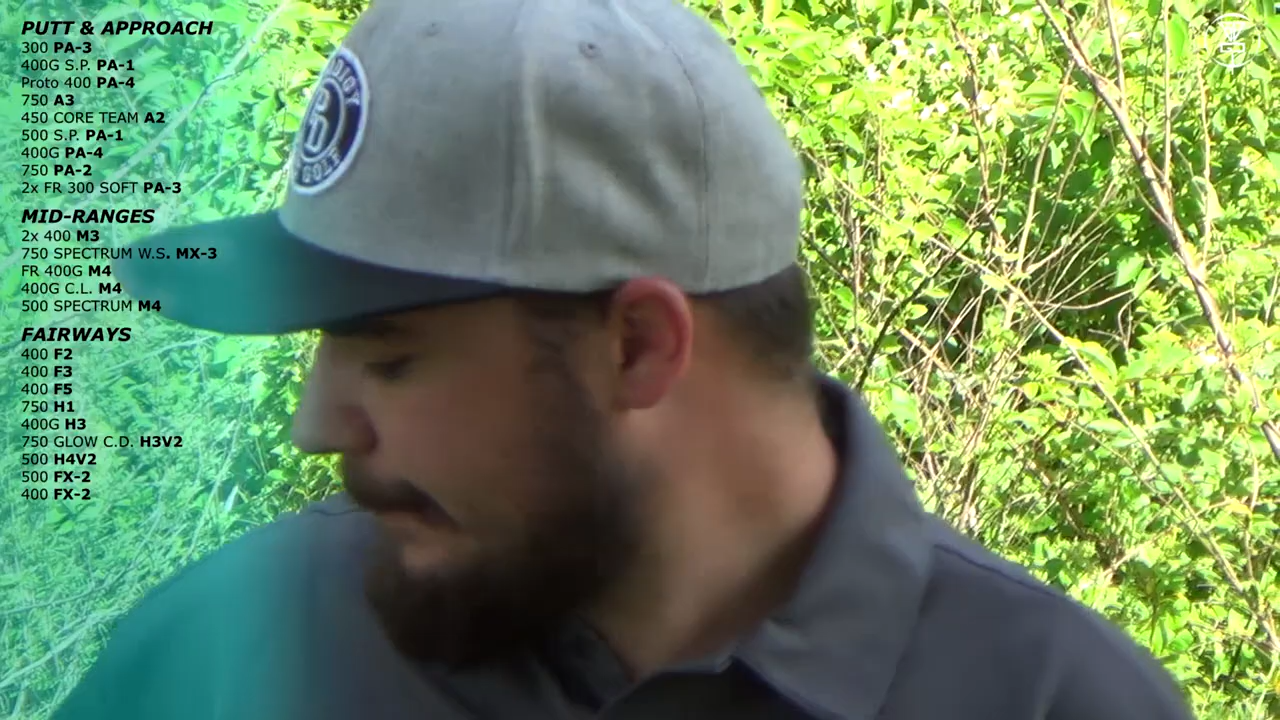 PUTT & APPROACH
300 PA-3
400G S.P. PA-1
Proto 400 PA-4
750 A3
450 CORE TEAM A2
500 S.P. PA-1
400G PA-4
750 PA-2
2x FR 300 SOFT PA-3
MID-RANGES
2x 400 M3
750 SPECTRUM W.S. MX-3
FR 400G M4
400G C.L. M4
500 SPECTRUM M4
FAIRWAYS
400 F2
400 F3
400 F5
750 H1
400G H3
750 GLOW C.D. H3V2
500 H4V2
500 FX-2
400 FX-2
GOLF